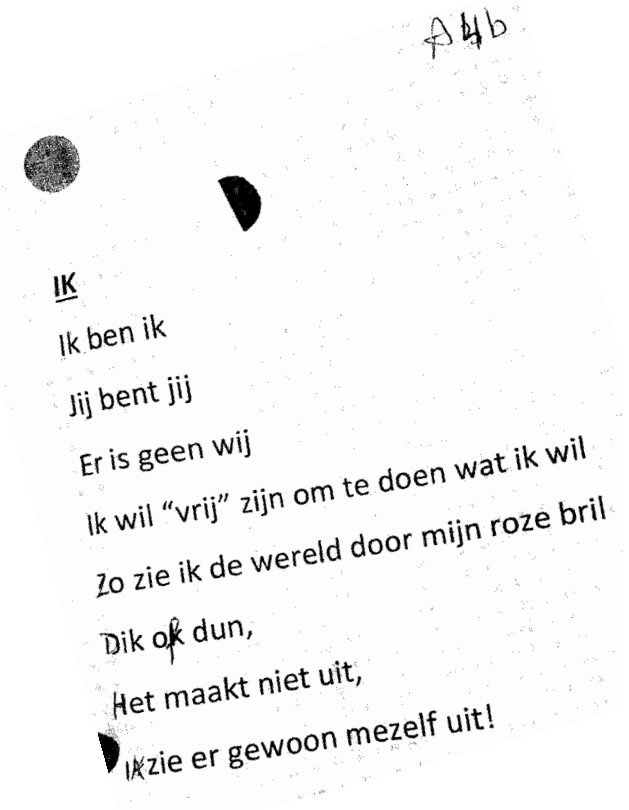 A4b
IK
Ik ben ik
Jij bent jij
Er is geen wij
Ik wil “vrij” zijn om te doen wat ik wil
Zo zie ik de wereld door mijn roze bril
Dik of dun,
Het maakt niet uit,
Ik zie er gewoon mezelf uit!